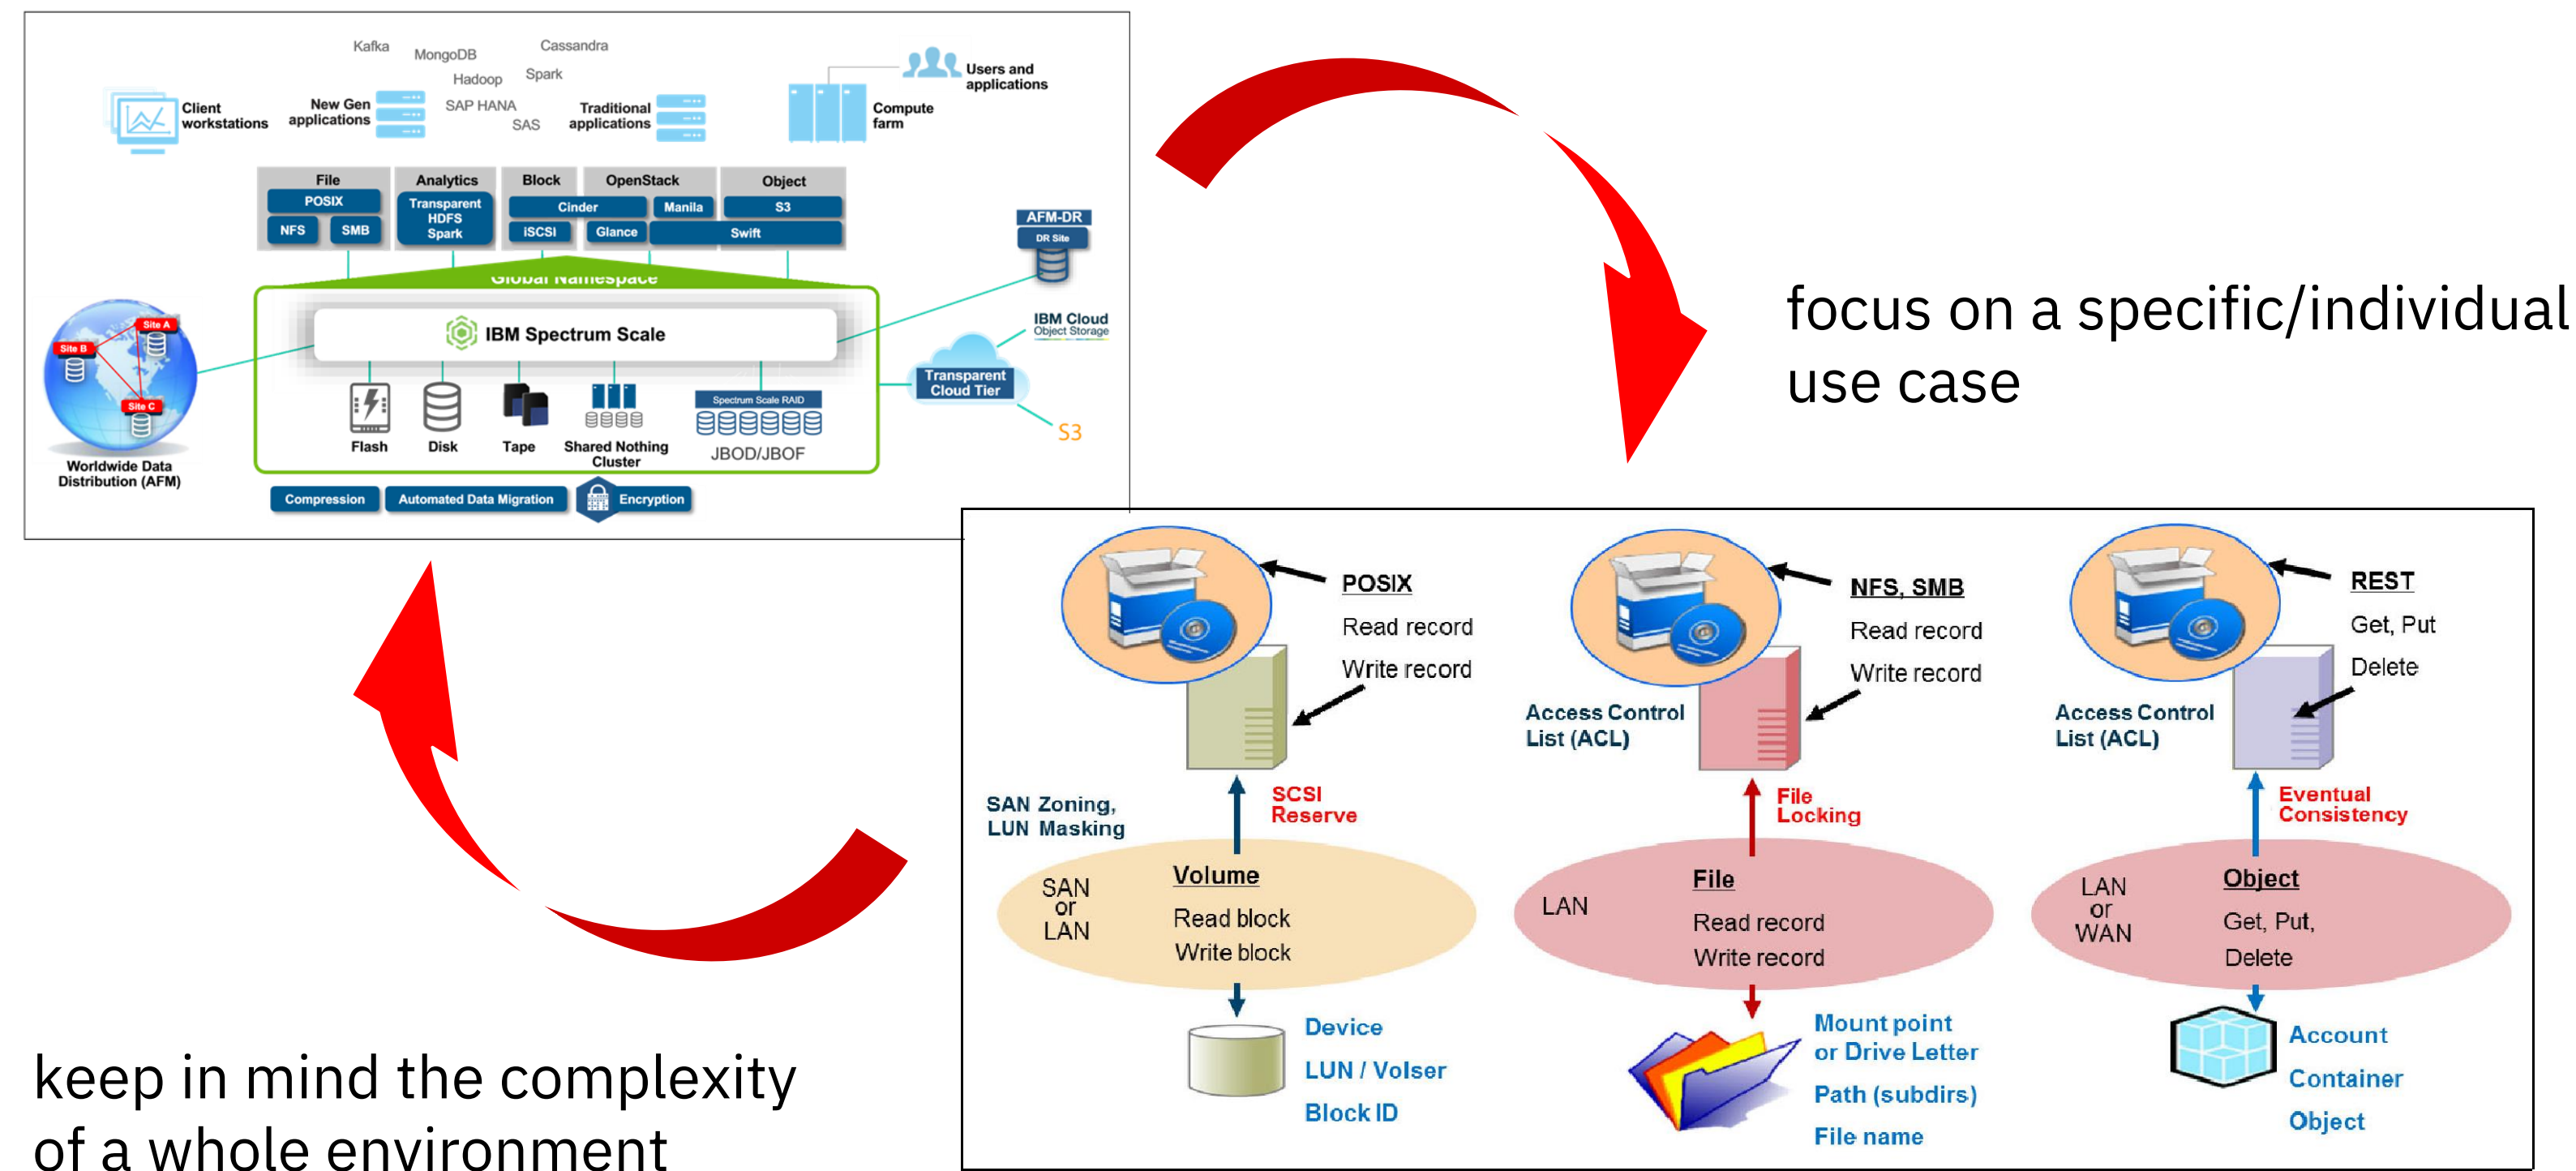 Kafka
MongoDB
Cassandra
Hadoop
Spark
SAP HANA
SAS
Client
workstations
New Gen
applications
Traditional
applications
Compute
farm
Users and
applications
File
POSIX
NFS
SMB
Analytics
Transparent
HDFS
Spark
Block
OpenStack
Cinder
Manila
iSCSI
Glance
Object
S3
Swift
AFM-DR
DR Site
Global Namespace
IBM Spectrum Scale
Site A
Site B
Site C
Worldwide Data
Distribution (AFM)
Flash
Disk
Tape
Shared Nothing
Cluster
Spectrum Scale RAID
JBOD/JBOF
IBM Cloud
Object Storage
Transparent
Cloud Tier
S3
Compression
Automated Data Migration
Encryption
focus on a specific/individual
use case
POSIX
Read record
Write record
SAN Zoning,
LUN Masking
SCSI
Reserve
SAN
or
LAN
Volume
Read block
Write block
Device
LUN / Volser
Block ID
NFS, SMB
Read record
Write record
Access Control
List (ACL)
File
Locking
LAN
File
Read record
Write record
Mount point
or Drive Letter
Path (subdirs)
File name
REST
Get, Put
Delete
Access Control
List (ACL)
Eventual
Consistency
LAN
or
WAN
Object
Get, Put,
Delete
Account
Container
Object
keep in mind the complexity
of a whole environment